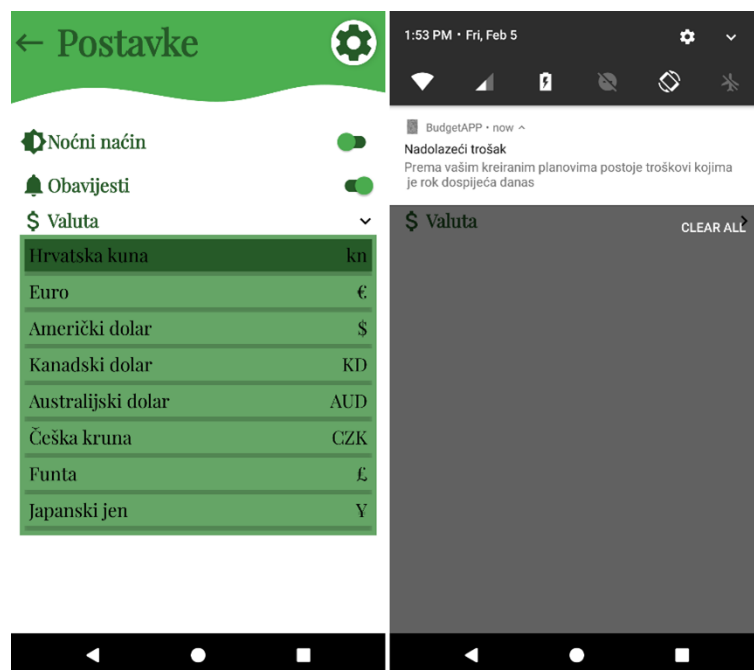 Postavke
Noćni naćin
Obavijesti
$ Valuta
Hrvatska kuna kn
Euro €
Américki dolar $
Kanadski dolar KD
Australijski dolar AUD
Češka kruna CZK
Funta £
Japanski jen ¥
1:53 PM • Fri, Feb 5
BudgetAPP • now
Nadolazeći trošak
Prema vašim kreiranim planovima postoje troškovi kojima
je rok dospijeća danas
$ Valuta
CLEAR ALL